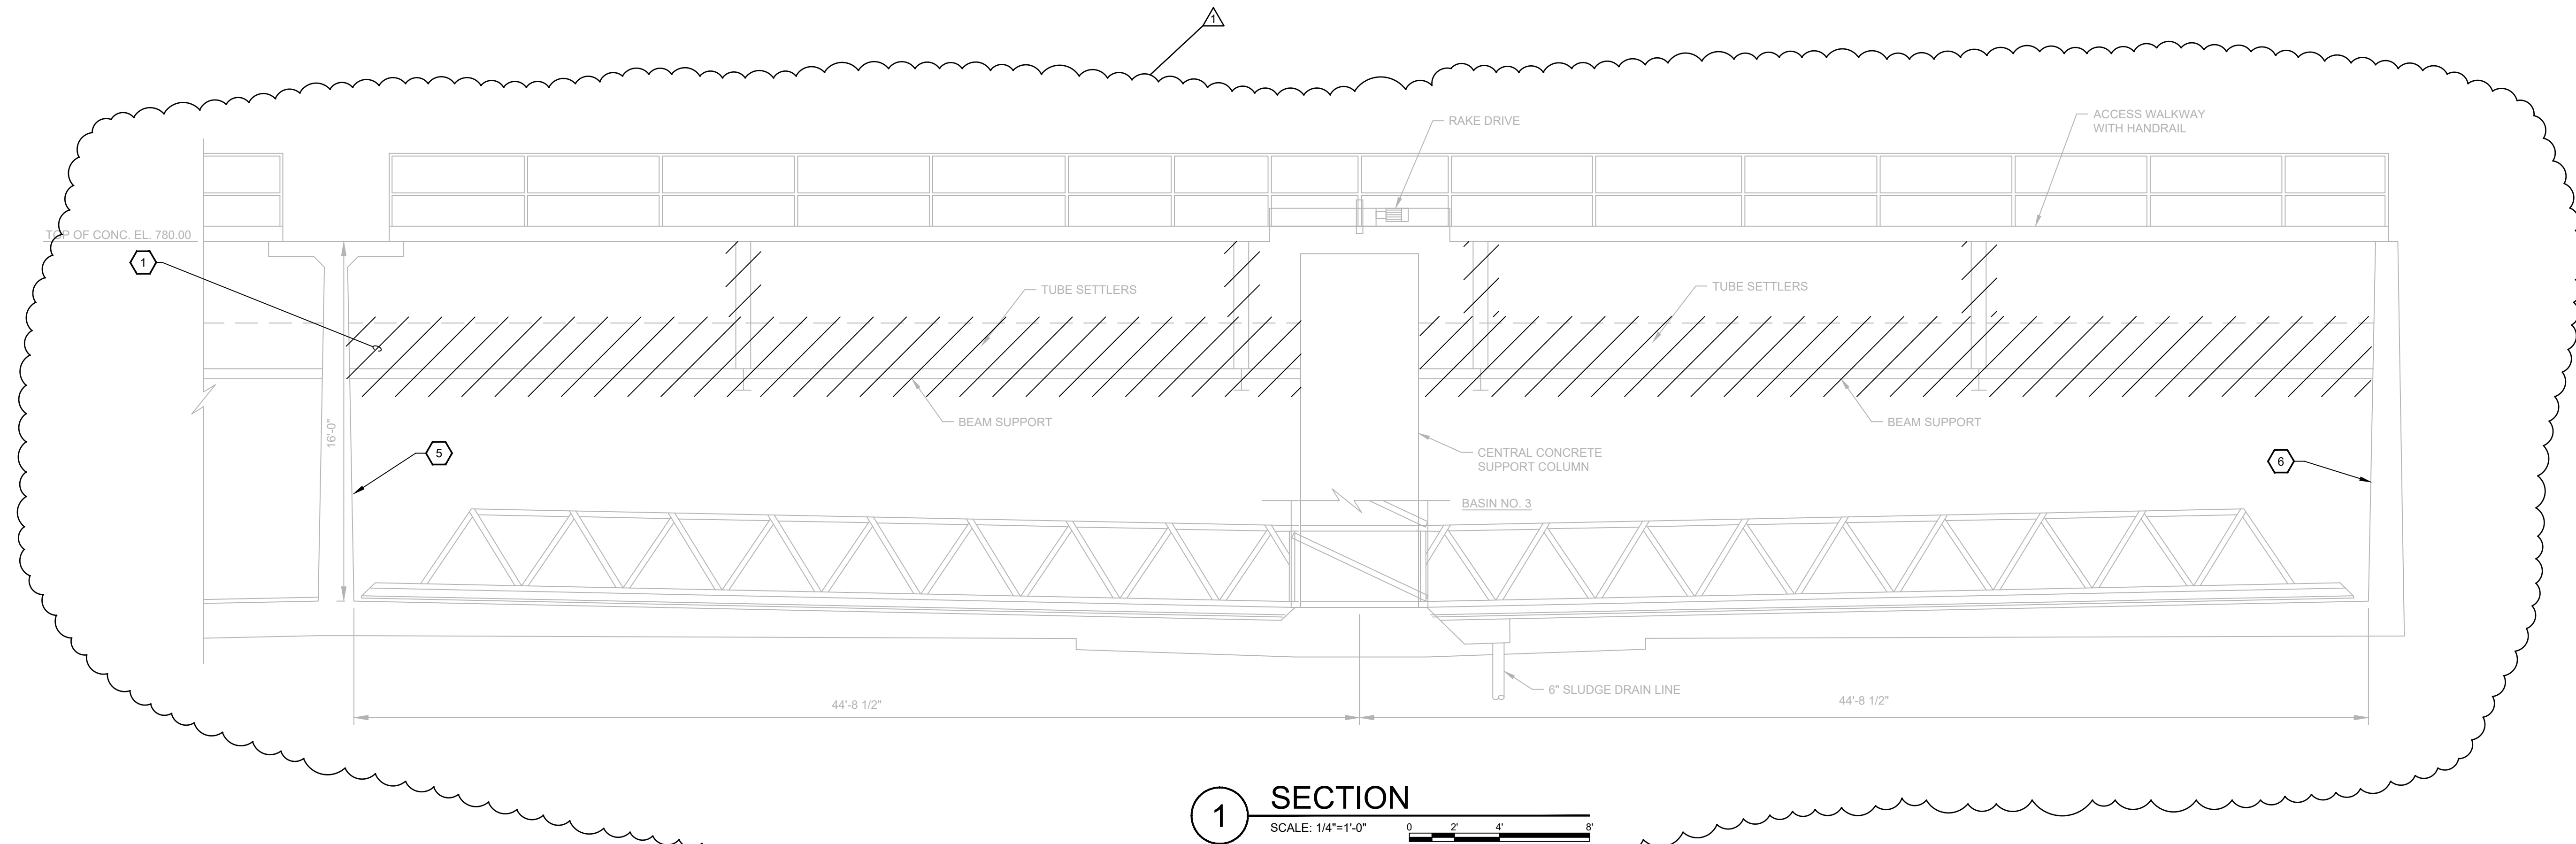 1
RAKE DRIVE
ACCESS WALKWAY
WITH HANDRAIL
TOP OF CONC. EL. 780.00
1
TUBE SETTLERS
TUBE SETTLERS
16'-0"
BEAM SUPPORT
BEAM SUPPORT
5
CENTRAL CONCRETE
SUPPORT COLUMN
6
BASIN NO. 3
6" SLUDGE DRAIN LINE
44'-8 1/2"
44'-8 1/2"
1
SECTION
SCALE: 1/4"=1'-0"
0 2' 4' 8'